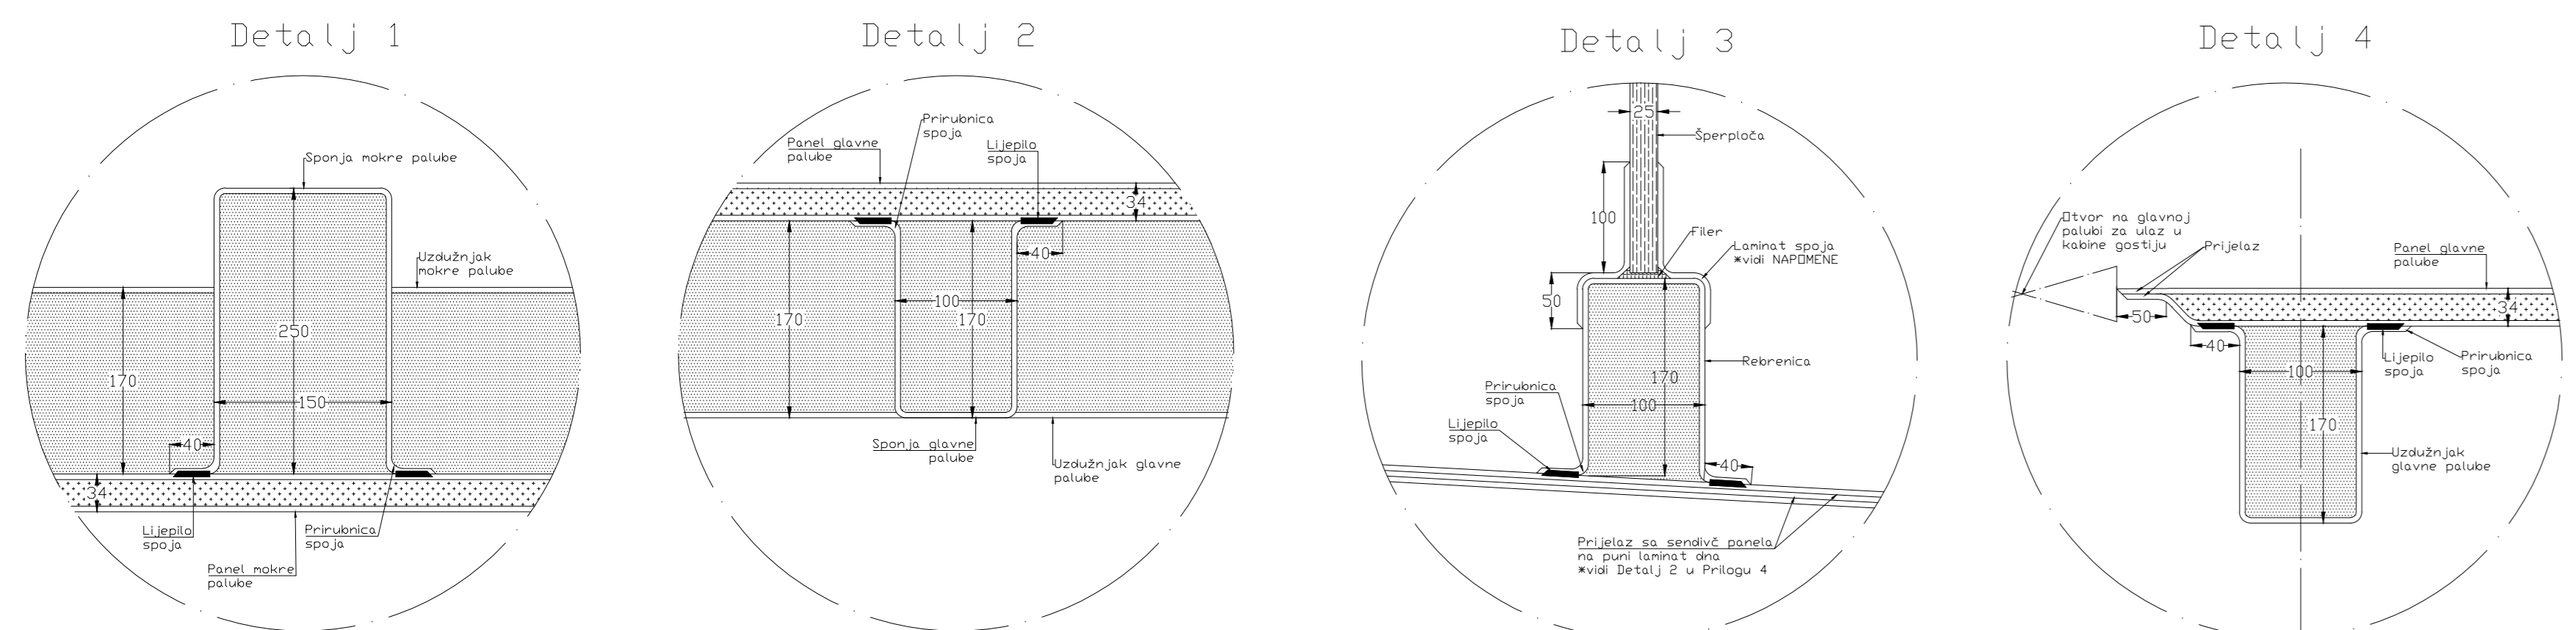 Detalj 1
Sponja mokre palube
Uzdužnjak
mokre palube
250
170
150
40
34
Lijepilo
spoja
Prirubnica
spoja
Panel mokre
palube
Detalj 2
Prirubnica
spoja
Panel glavne
palube
Lijepilo
spoja
34
40
100
170
170
Sponja glavne
palube
Uzdužnjak glavne
palube
Detalj 3
25
Šperploča
100
Filer
Laminat spoja
*vidi NAPOMENE
50
Rebrenica
170
Prirubnica
spoja
100
Lijepilo
spoja
40
Prijelaz sa sendivč panela
na puni laminat dna
*vidi Detalj 2 u Prilogu 4
Detalj 4
Otvor na glavnoj
palubi za ulaz u
kabine gostiju
Prijelaz
Panel glavne
palube
50
34
40
Lijepilo
spoja
Prirubnica
spoja
100
170
Uzdužnjak
glavne palube